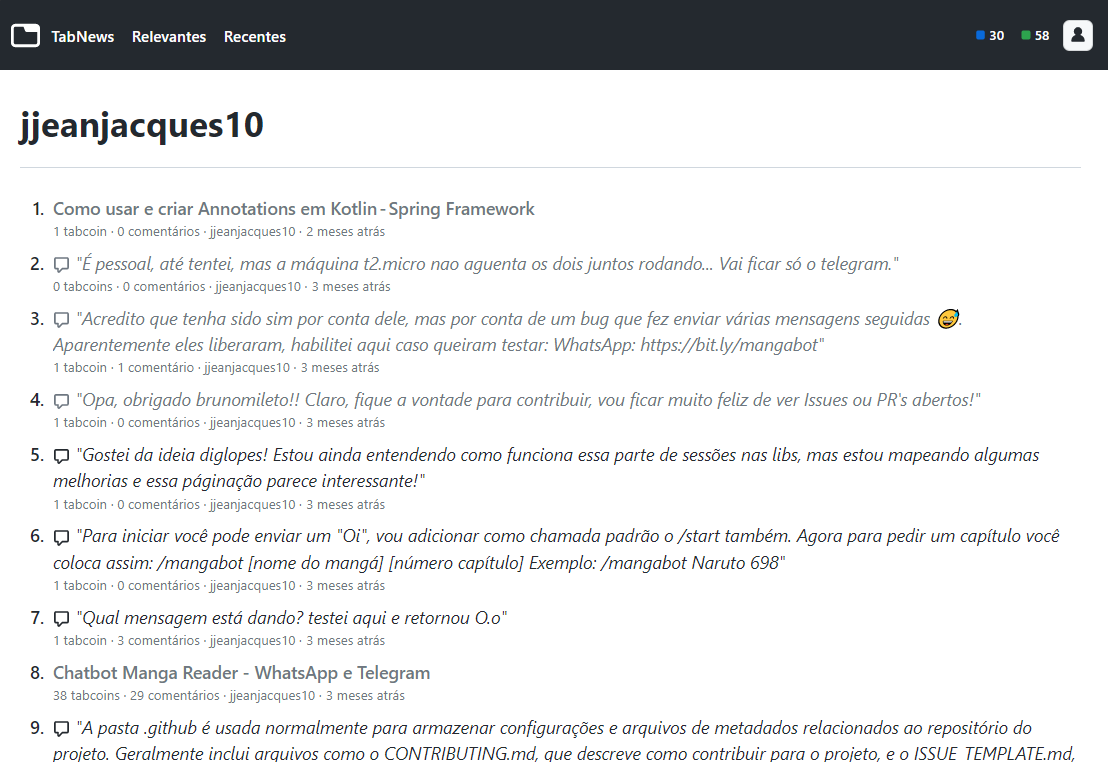 TabNews Relevantes Recentes 30 58
jjeanjacques10
1. Como usar e criar Annotations em Kotlin - Spring Framework
1 tabcoin · 0 comentários · jjeanjacques10 · 2 meses atrás
2. "É pessoal, até tentei, mas a máquina t2.micro nao aguenta os dois juntos rodando... Vai ficar só o telegram."
0 tabcoins · 0 comentários · jjeanjacques10 · 3 meses atrás
3. "Acredito que tenha sido sim por conta dele, mas por conta de um bug que fez enviar várias mensagens seguidas 😅.
Aparentemente eles liberaram, habilitei aqui caso queiram testar: WhatsApp: https://bit.ly/mangabot"
1 tabcoin · 1 comentário · jjeanjacques10 · 3 meses atrás
4. "Opa, obrigado brunomileto!! Claro, fique a vontade para contribuir, vou ficar muito feliz de ver Issues ou PR's abertos!"
1 tabcoin · 0 comentários · jjeanjacques10 · 3 meses atrás
5. "Gostei da ideia diglopes! Estou ainda entendendo como funciona essa parte de sessões nas libs, mas estou mapeando algumas
melhorias e essa páginação parece interessante!"
1 tabcoin · 0 comentários · jjeanjacques10 · 3 meses atrás
6. "Para iniciar você pode enviar um "Oi", vou adicionar como chamada padrão o /start também. Agora para pedir um capítulo você
coloca assim: /mangabot [nome do mangá] [número capítulo] Exemplo: /mangabot Naruto 698"
1 tabcoin · 0 comentários · jjeanjacques10 · 3 meses atrás
7. "Qual mensagem está dando? testei aqui e retornou O.o"
1 tabcoin · 3 comentários · jjeanjacques10 · 3 meses atrás
8. Chatbot Manga Reader - WhatsApp e Telegram
38 tabcoins · 29 comentários · jjeanjacques10 · 3 meses atrás
9. "A pasta .github é usada normalmente para armazenar configurações e arquivos de metadados relacionados ao repositório do
projeto. Geralmente inclui arquivos como o CONTRIBUTING.md, que descreve como contribuir para o projeto, e o ISSUE_TEMPLATE.md,